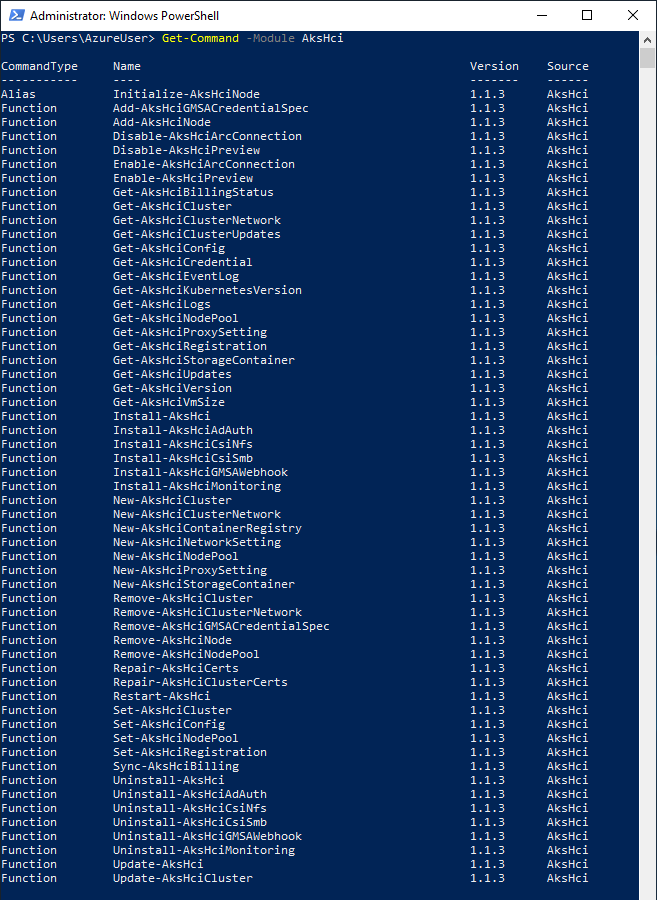 Administrator: Windows PowerShell
PS C:\Users\AzureUser> Get-Command -Module AksHci
CommandType Name Version Source
----------- ---- ------- ------
Alias Initialize-AksHciNode 1.1.3 AksHci
Function Add-AksHciGMSACredentialSpec 1.1.3 AksHci
Function Add-AksHciNode 1.1.3 AksHci
Function Disable-AksHciArcConnection 1.1.3 AksHci
Function Disable-AksHciPreview 1.1.3 AksHci
Function Enable-AksHciArcConnection 1.1.3 AksHci
Function Enable-AksHciPreview 1.1.3 AksHci
Function Get-AksHciBillingStatus 1.1.3 AksHci
Function Get-AksHciCluster 1.1.3 AksHci
Function Get-AksHciClusterNetwork 1.1.3 AksHci
Function Get-AksHciClusterUpdates 1.1.3 AksHci
Function Get-AksHciConfig 1.1.3 AksHci
Function Get-AksHciCredential 1.1.3 AksHci
Function Get-AksHciEventLog 1.1.3 AksHci
Function Get-AksHciKubernetesVersion 1.1.3 AksHci
Function Get-AksHciLogs 1.1.3 AksHci
Function Get-AksHciNodePool 1.1.3 AksHci
Function Get-AksHciProxySetting 1.1.3 AksHci
Function Get-AksHciRegistration 1.1.3 AksHci
Function Get-AksHciStorageContainer 1.1.3 AksHci
Function Get-AksHciUpdates 1.1.3 AksHci
Function Get-AksHciVersion 1.1.3 AksHci
Function Get-AksHciVmSize 1.1.3 AksHci
Function Install-AksHci 1.1.3 AksHci
Function Install-AksHciAdAuth 1.1.3 AksHci
Function Install-AksHciCsiNfs 1.1.3 AksHci
Function Install-AksHciCsiSmb 1.1.3 AksHci
Function Install-AksHciGMSAWebhook 1.1.3 AksHci
Function Install-AksHciMonitoring 1.1.3 AksHci
Function New-AksHciCluster 1.1.3 AksHci
Function New-AksHciClusterNetwork 1.1.3 AksHci
Function New-AksHciContainerRegistry 1.1.3 AksHci
Function New-AksHciNetworkSetting 1.1.3 AksHci
Function New-AksHciNodePool 1.1.3 AksHci
Function New-AksHciProxySetting 1.1.3 AksHci
Function New-AksHciStorageContainer 1.1.3 AksHci
Function Remove-AksHciCluster 1.1.3 AksHci
Function Remove-AksHciClusterNetwork 1.1.3 AksHci
Function Remove-AksHciGMSACredentialSpec 1.1.3 AksHci
Function Remove-AksHciNode 1.1.3 AksHci
Function Remove-AksHciNodePool 1.1.3 AksHci
Function Repair-AksHciCerts 1.1.3 AksHci
Function Repair-AksHciClusterCerts 1.1.3 AksHci
Function Restart-AksHci 1.1.3 AksHci
Function Set-AksHciCluster 1.1.3 AksHci
Function Set-AksHciConfig 1.1.3 AksHci
Function Set-AksHciNodePool 1.1.3 AksHci
Function Set-AksHciRegistration 1.1.3 AksHci
Function Sync-AksHciBilling 1.1.3 AksHci
Function Uninstall-AksHci 1.1.3 AksHci
Function Uninstall-AksHciAdAuth 1.1.3 AksHci
Function Uninstall-AksHciCsiNfs 1.1.3 AksHci
Function Uninstall-AksHciCsiSmb 1.1.3 AksHci
Function Uninstall-AksHciGMSAWebhook 1.1.3 AksHci
Function Uninstall-AksHciMonitoring 1.1.3 AksHci
Function Update-AksHci 1.1.3 AksHci
Function Update-AksHciCluster 1.1.3 AksHci